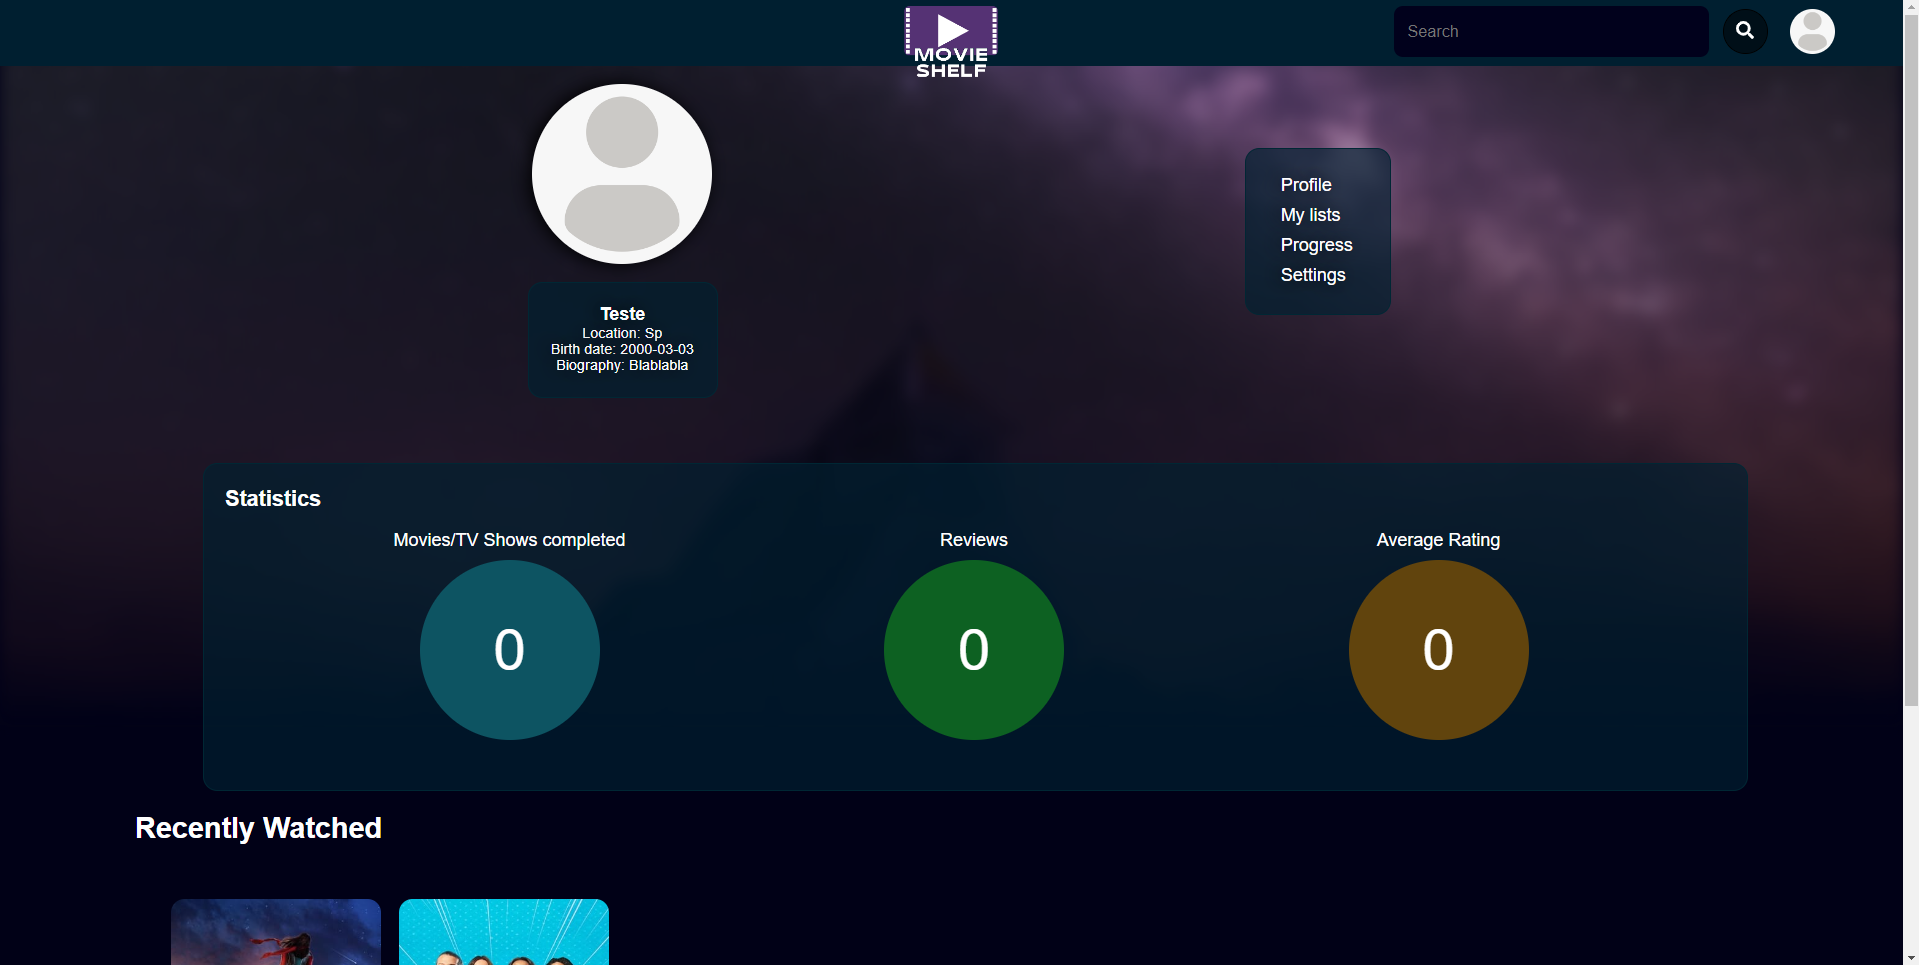 MOVIE
SHELF
Search
Profile
My lists
Progress
Settings
Teste
Location: Sp
Birth date: 2000-03-03
Biography: Blablabla
Statistics
Movies/TV Shows completed
Reviews
Average Rating
0
0
0
Recently Watched